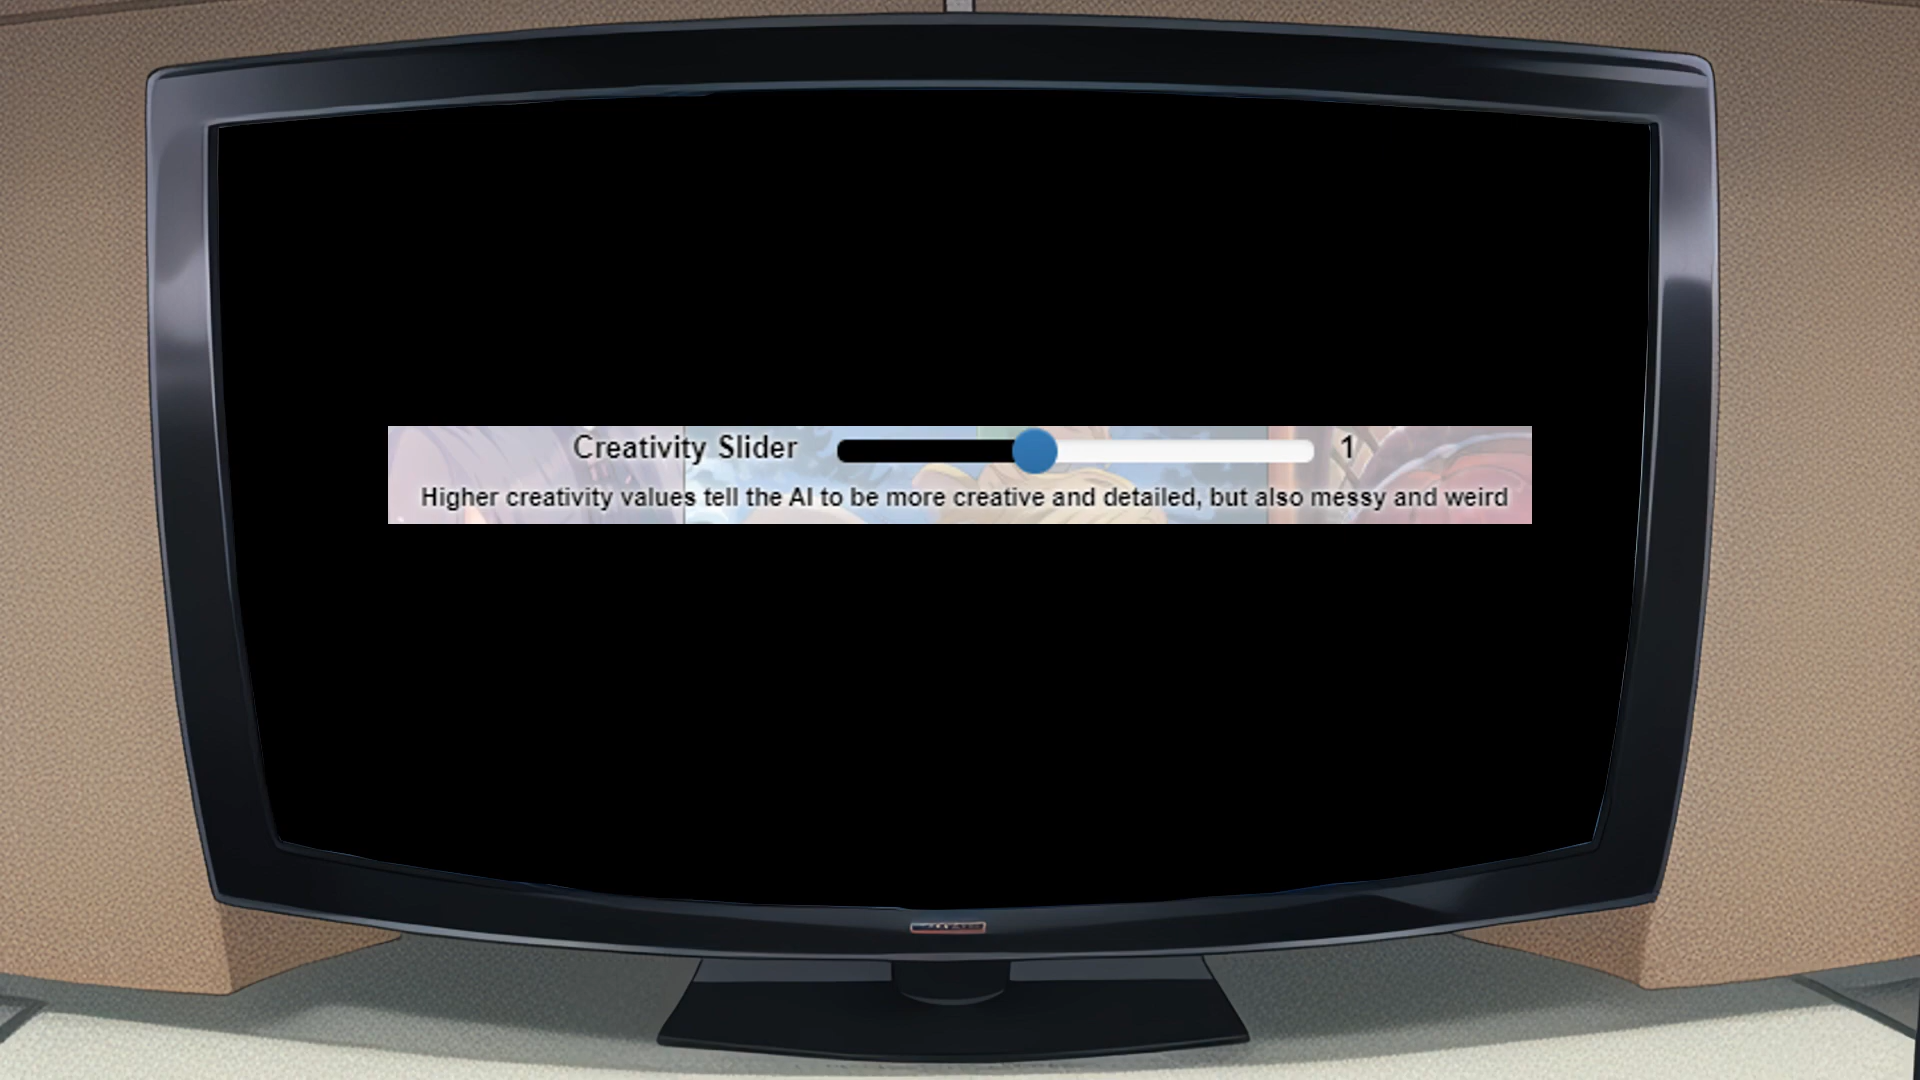 Creativity Slider 1
Higher creativity values tell the AI to be more creative and detailed, but also messy and weird